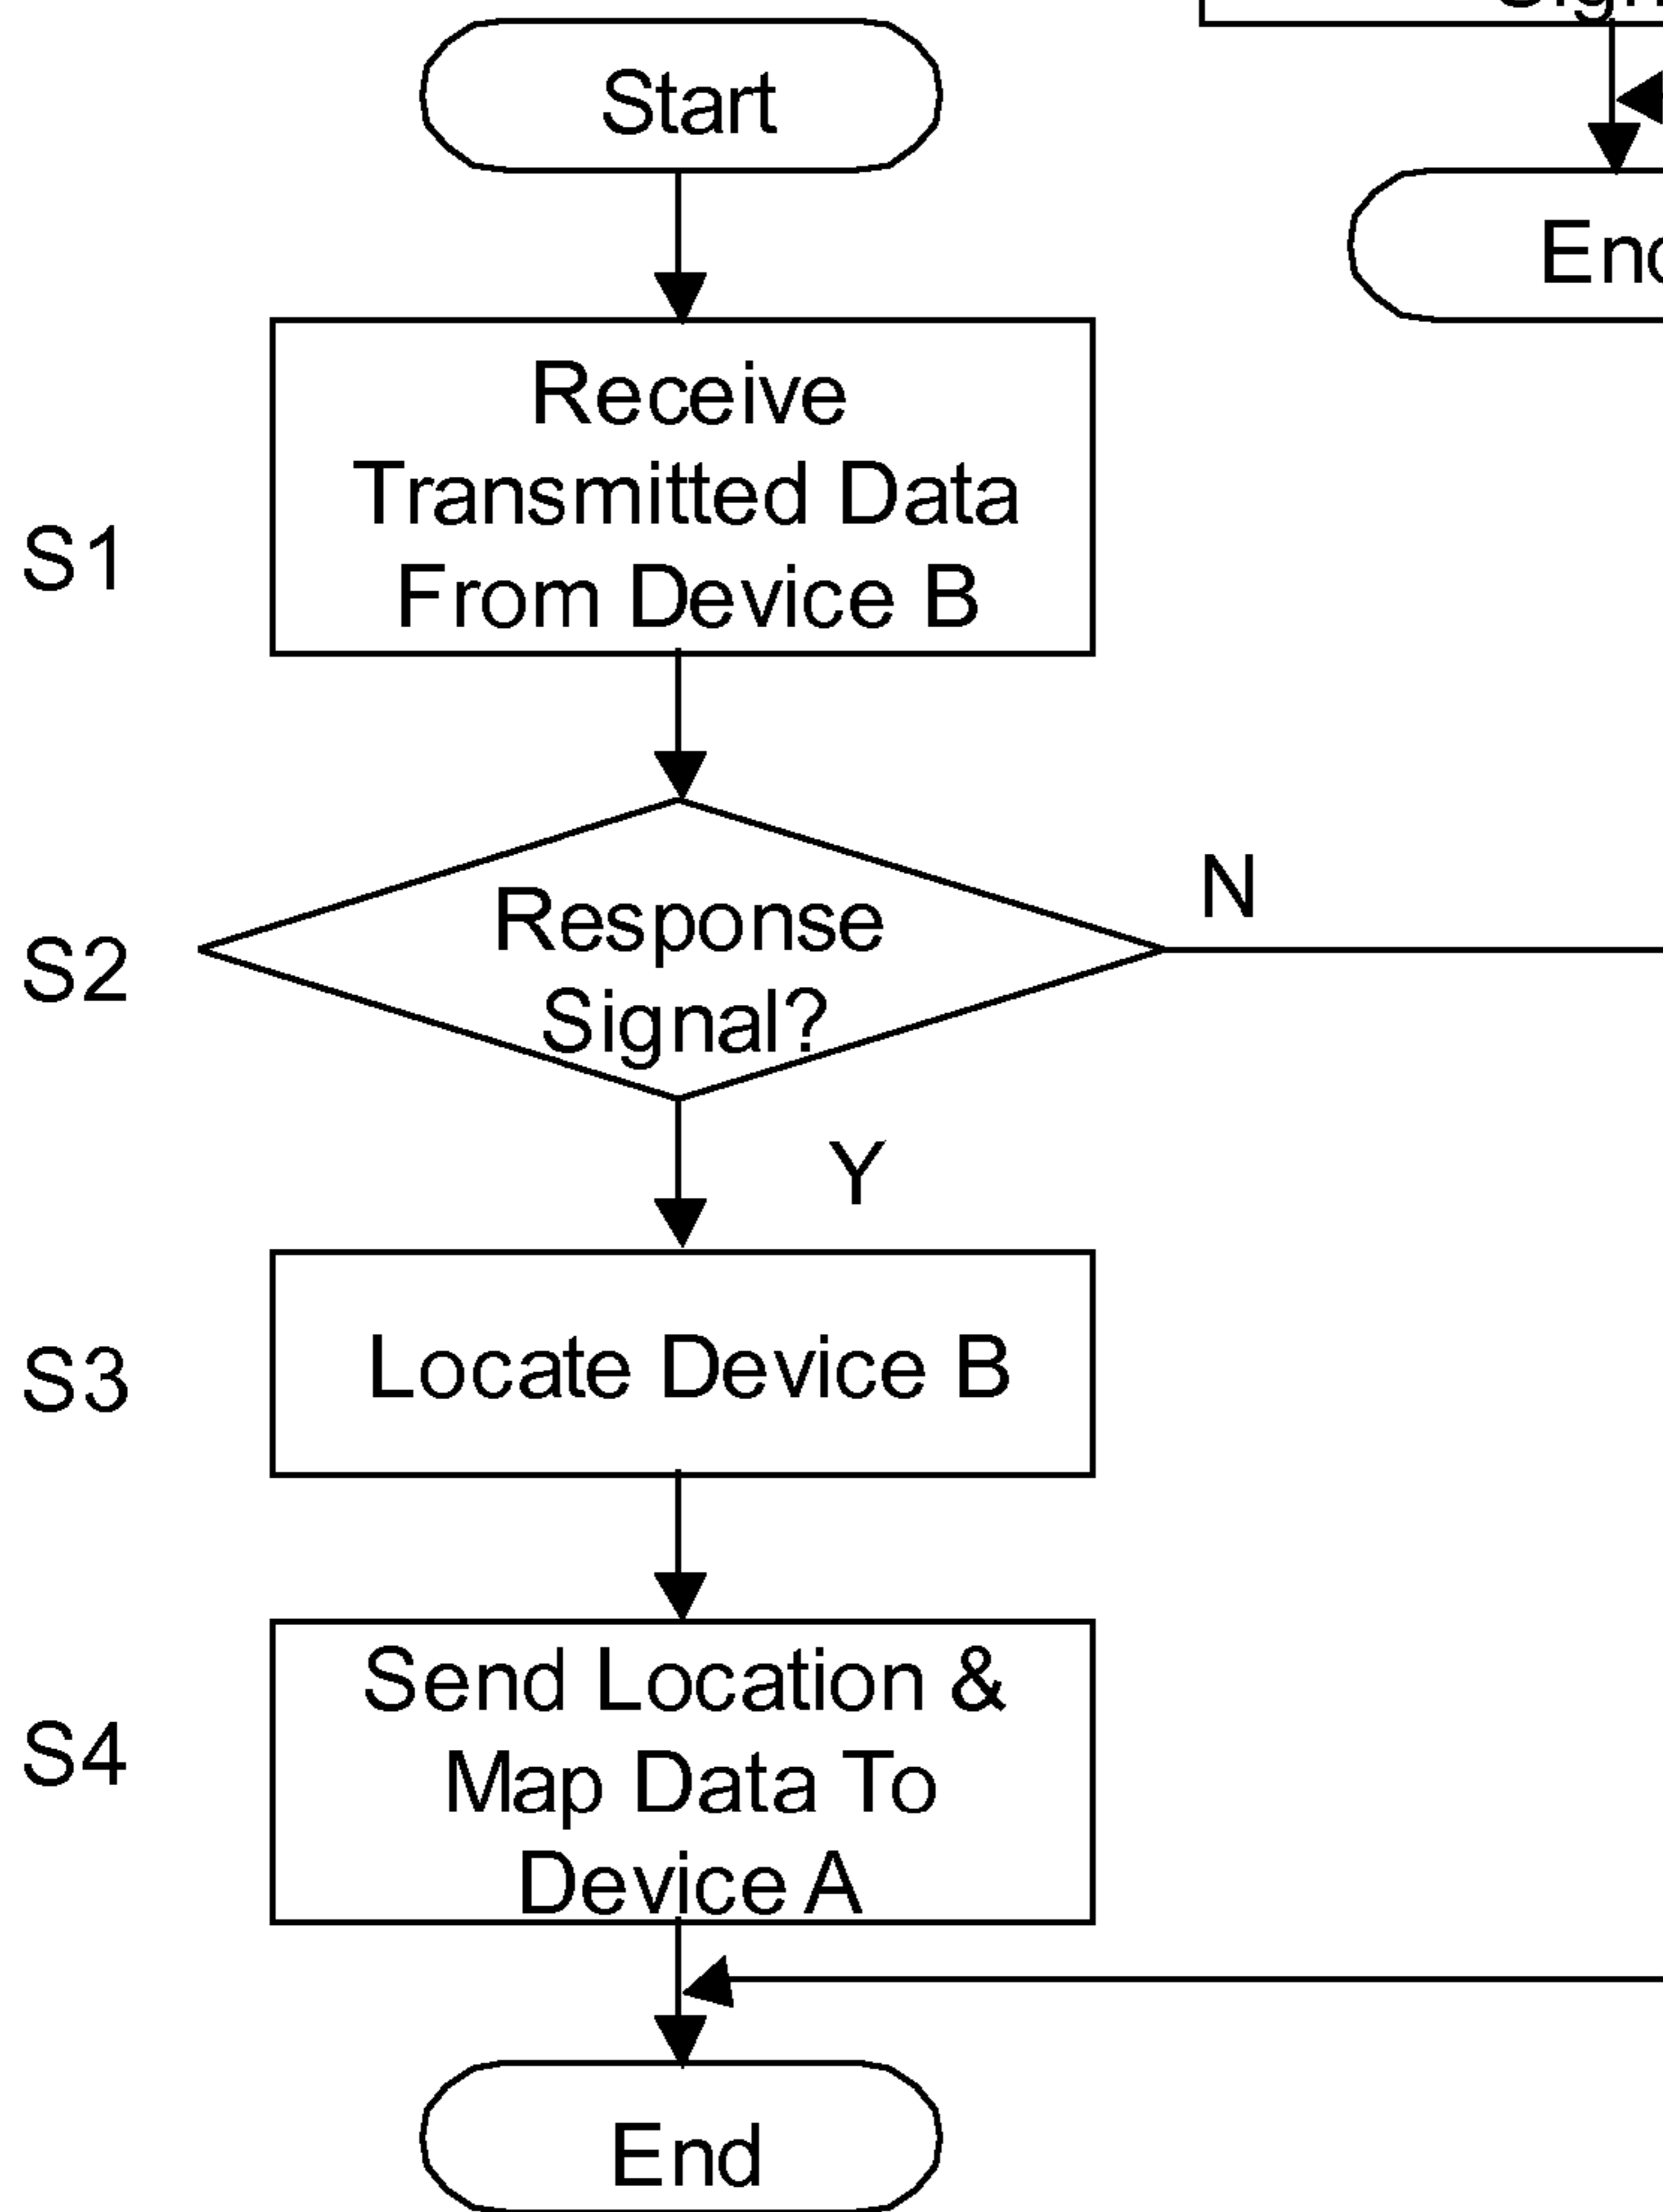 Start
Receive
Transmitted Data
From Device B
S1
Response
Signal?
S2
N
Y
Locate Device B
S3
Send Location &
Map Data To
Device A
S4
End